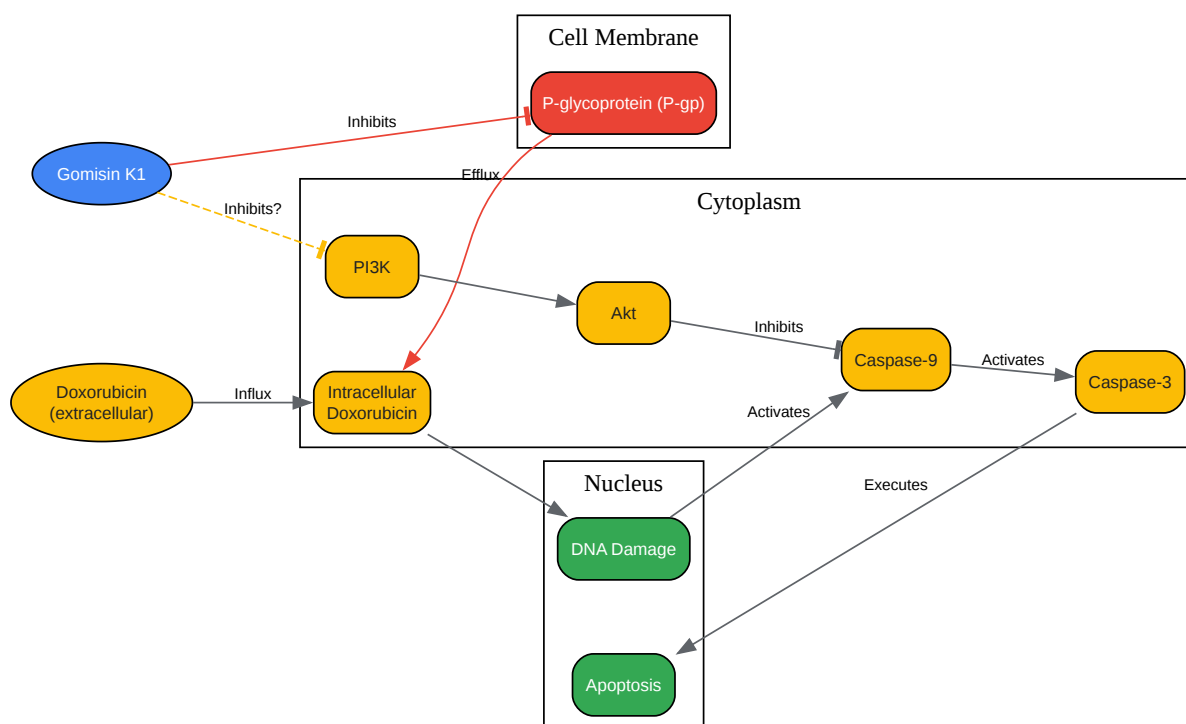 Cell Membrane
P-glycoprotein (P-gp)
Inhibits
Gomisin K1
Efflux
Cytoplasm
Inhibits?
PI3K
Akt
Inhibits
Caspase-9
Activates
Caspase-3
Doxorubicin
(extracellular)
Influx
Intracellular
Doxorubicin
Activates
Nucleus
Executes
DNA Damage
Apoptosis